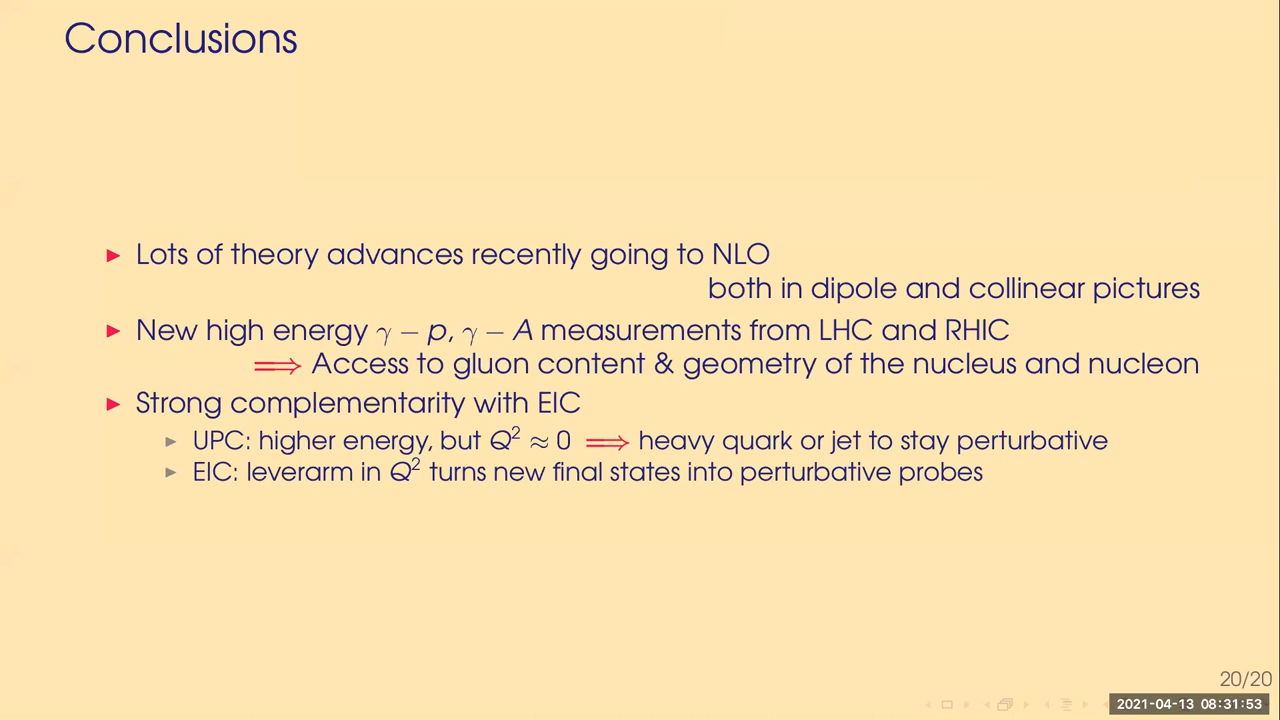 Conclusions
Lots of theory advances recently going to NLO
both in dipole and collinear pictures
New high energy γ − p, γ − A measurements from LHC and RHIC
⟹ Access to gluon content & geometry of the nucleus and nucleon
Strong complementarity with EIC
UPC: higher energy, but Q² ≈ 0 ⟹ heavy quark or jet to stay perturbative
EIC: leverarm in Q² turns new final states into perturbative probes
20/20
2021-04-13 08:31:53